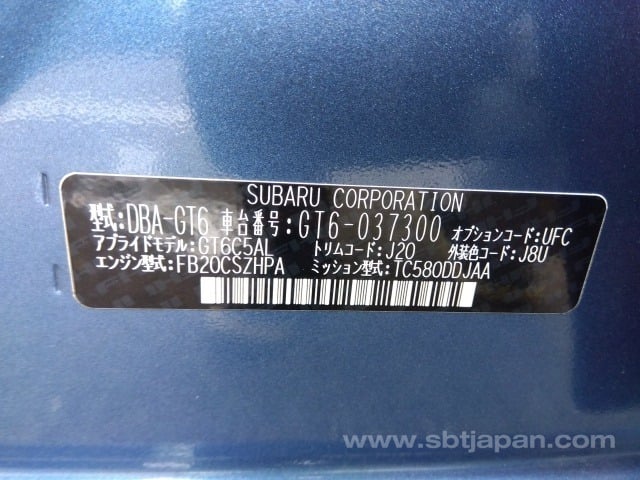 SUBARU CORPORATION
型式:DBA-GT6 車台番号:GT6-037300 オプションコード:UFC
アプライドモデル:GT6C5AL トリムコード:J20 外装色コード:J8U
エンジン型式:FB20CSZHPA ミッション型式:TC580DDJAA
www.sbtjapan.com